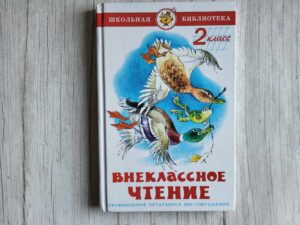 ШКОЛЬНАЯ БИБЛИОТЕКА
2 класс
ВНЕКЛАССНОЕ
ЧТЕНИЕ
ПРОИЗВЕДЕНИЯ ПЕЧАТАЮТСЯ БЕЗ СОКРАЩЕНИЙ